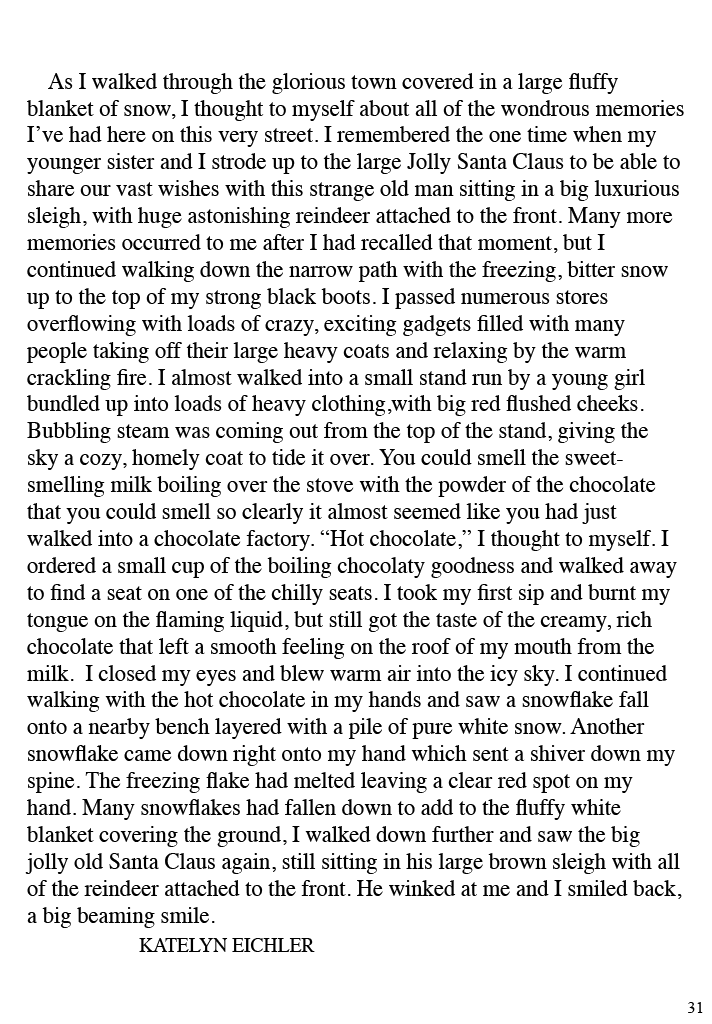 As I walked through the glorious town covered in a large fluffy
blanket of snow, I thought to myself about all of the wondrous memories
I’ve had here on this very street. I remembered the one time when my
younger sister and I strode up to the large Jolly Santa Claus to be able to
share our vast wishes with this strange old man sitting in a big luxurious
sleigh, with huge astonishing reindeer attached to the front. Many more
memories occurred to me after I had recalled that moment, but I
continued walking down the narrow path with the freezing, bitter snow
up to the top of my strong black boots. I passed numerous stores
overflowing with loads of crazy, exciting gadgets filled with many
people taking off their large heavy coats and relaxing by the warm
crackling fire. I almost walked into a small stand run by a young girl
bundled up into loads of heavy clothing,with big red flushed cheeks.
Bubbling steam was coming out from the top of the stand, giving the
sky a cozy, homely coat to tide it over. You could smell the sweet-
smelling milk boiling over the stove with the powder of the chocolate
that you could smell so clearly it almost seemed like you had just
walked into a chocolate factory. “Hot chocolate,” I thought to myself. I
ordered a small cup of the boiling chocolaty goodness and walked away
to find a seat on one of the chilly seats. I took my first sip and burnt my
tongue on the flaming liquid, but still got the taste of the creamy, rich
chocolate that left a smooth feeling on the roof of my mouth from the
milk.  I closed my eyes and blew warm air into the icy sky. I continued
walking with the hot chocolate in my hands and saw a snowflake fall
onto a nearby bench layered with a pile of pure white snow. Another
snowflake came down right onto my hand which sent a shiver down my
spine. The freezing flake had melted leaving a clear red spot on my
hand. Many snowflakes had fallen down to add to the fluffy white
blanket covering the ground, I walked down further and saw the big
jolly old Santa Claus again, still sitting in his large brown sleigh with all
of the reindeer attached to the front. He winked at me and I smiled back,
a big beaming smile.
KATELYN EICHLER
31